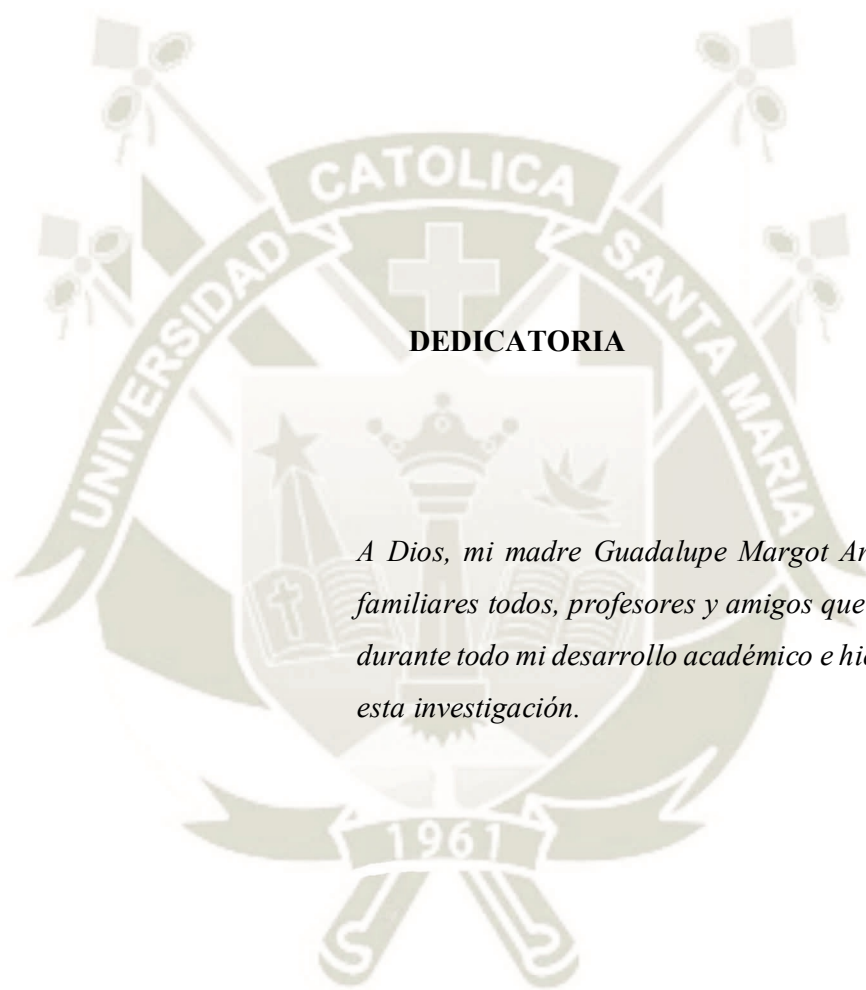 UNIVERSIDAD CATOLICA SANTA MARIA
DEDICATORIA
A Dios, mi madre Guadalupe Margot
familiares todos, profesores y amigos que
durante todo mi desarrollo académico e
esta investigación.
1961